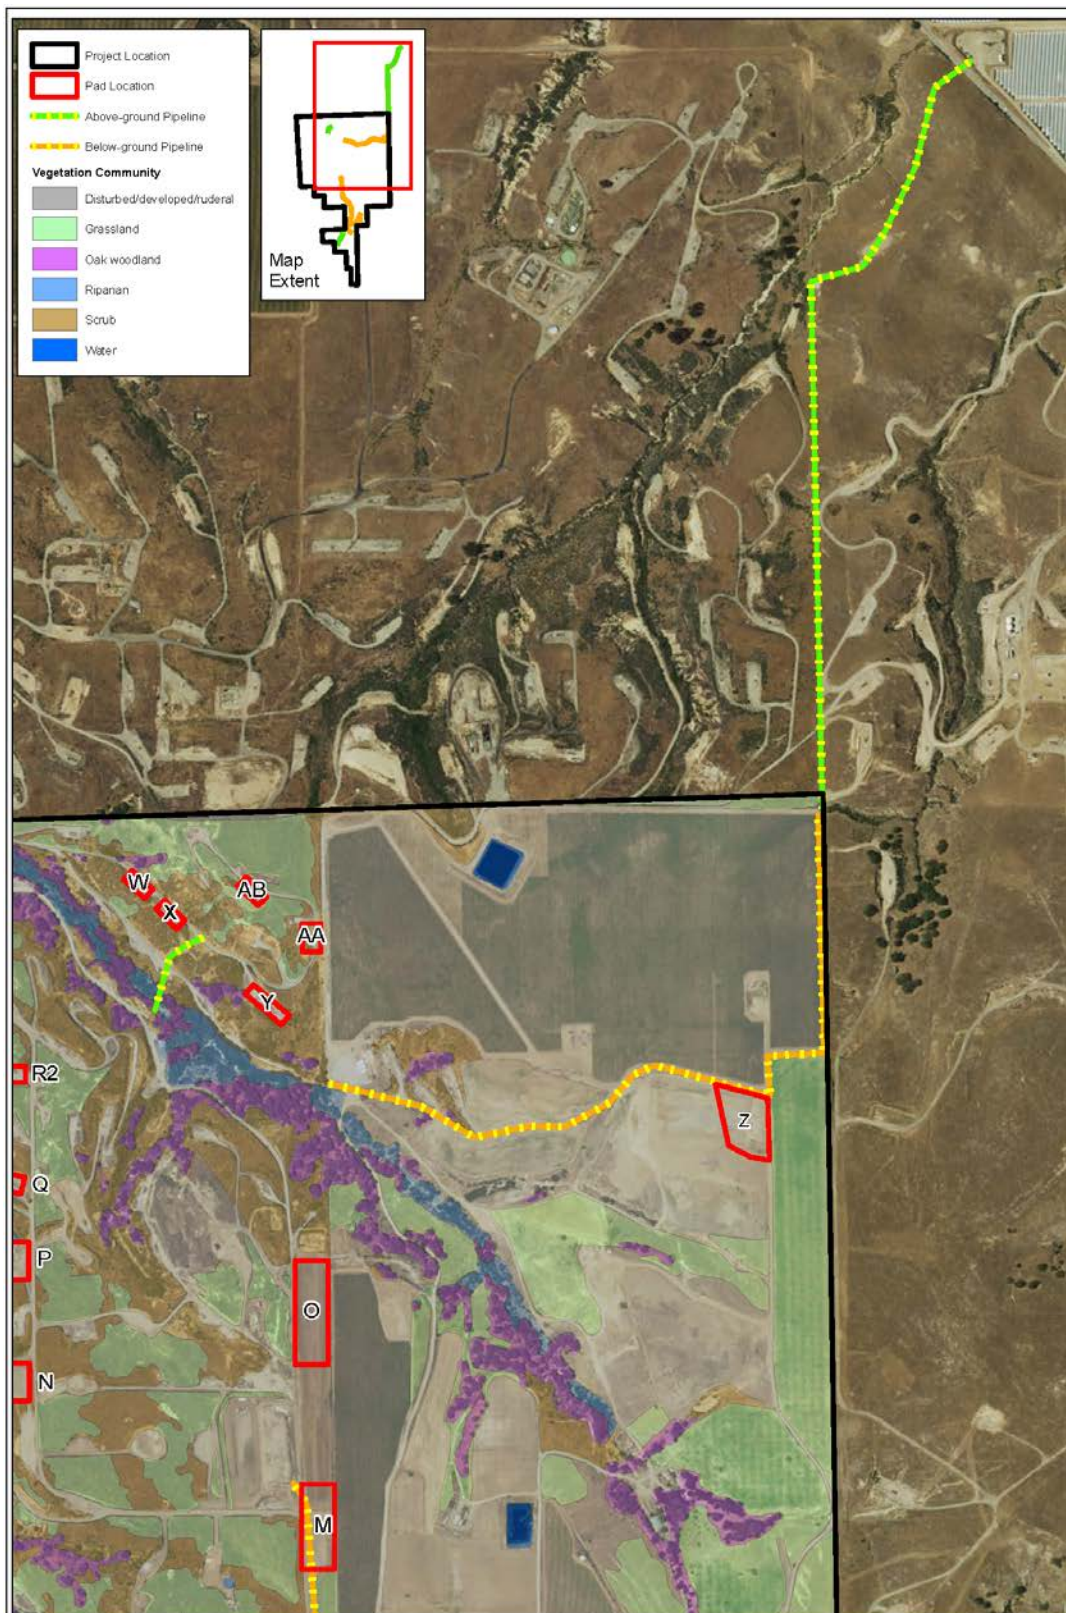 Project Location
Pad Location
Above-ground Pipeline
Below-ground Pipeline
Vegetation Community
Disturbed/developed/ruderal
Grassland
Oak woodland
Riparian
Scrub
Water
Map
Extent
W
AB
X
AA
Y
R2
Z
Q
P
O
N
M